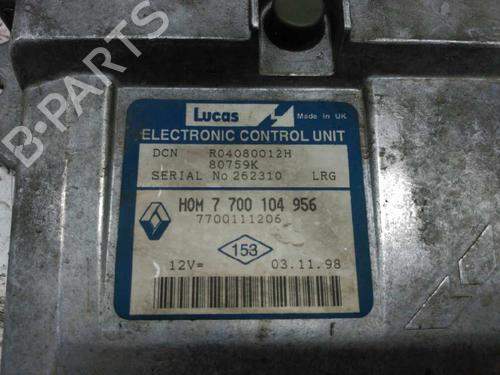 B-PARTS
Lucas
Made in UK
ELECTRONIC CONTROL UNIT
DCN R04080012H
80759K
SERIAL No 262310 LRG
HOM 7 700 104 956
7700111206
153
12V= 03.11.98